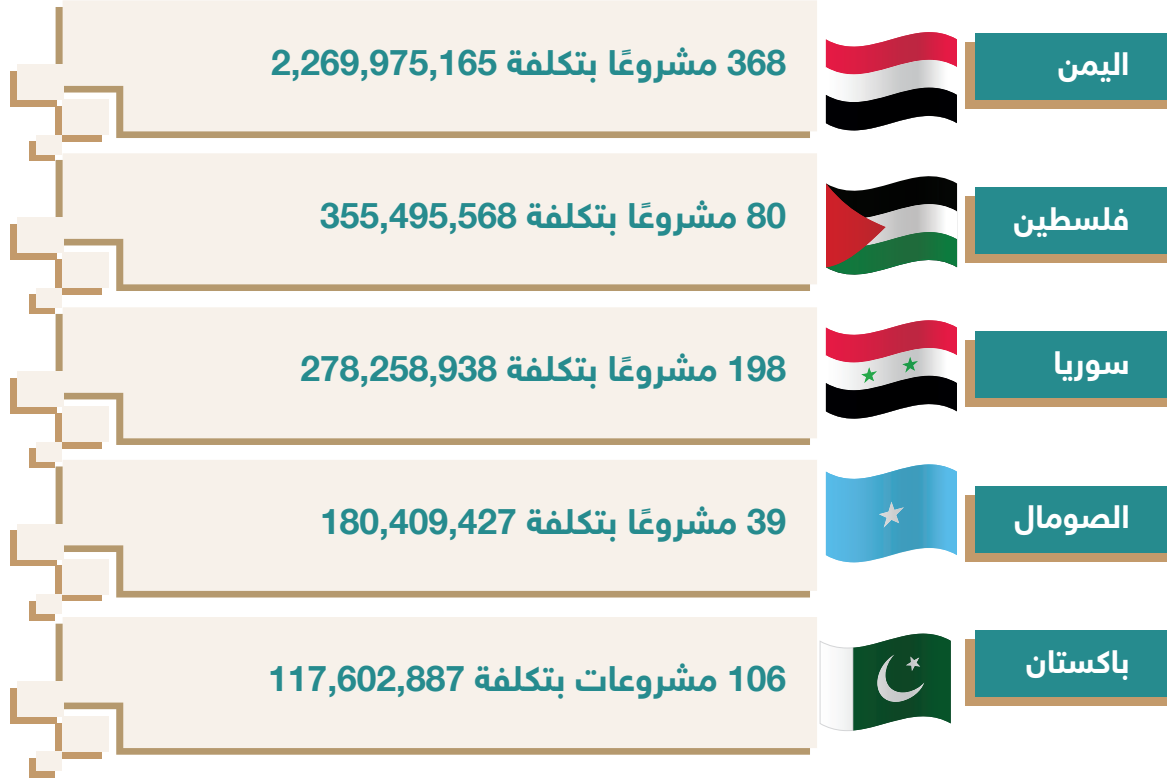 اليمن
368 مشروعًا بتكلفة 2,269,975,165
فلسطين
80 مشروعًا بتكلفة 355,495,568
سوريا
198 مشروعًا بتكلفة 278,258,938
الصومال
39 مشروعًا بتكلفة 180,409,427
باكستان
106 مشروعات بتكلفة 117,602,887